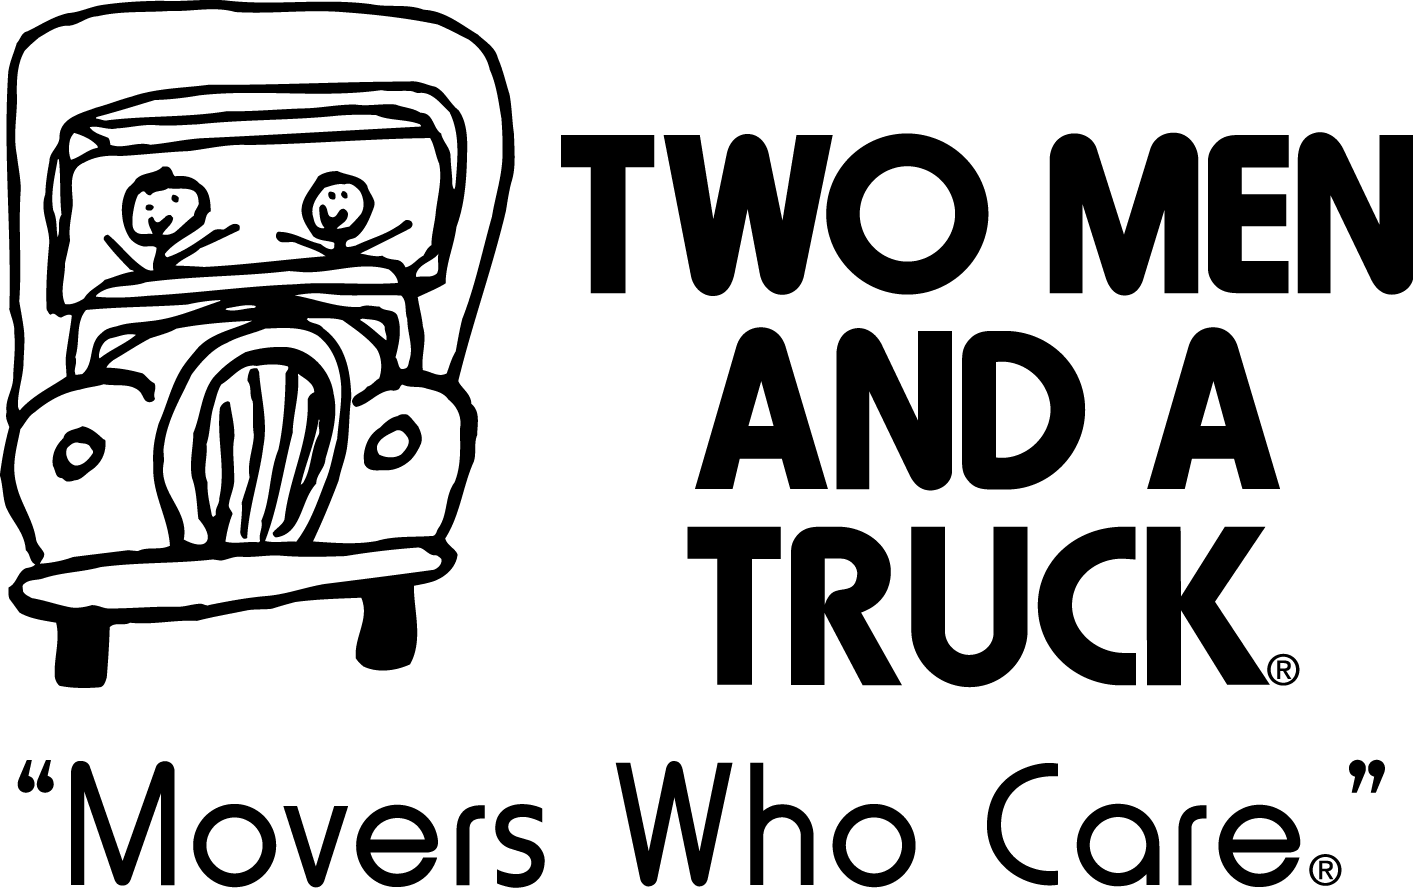 TWO MEN
AND A
TRUCK®
“Movers Who Care.®”